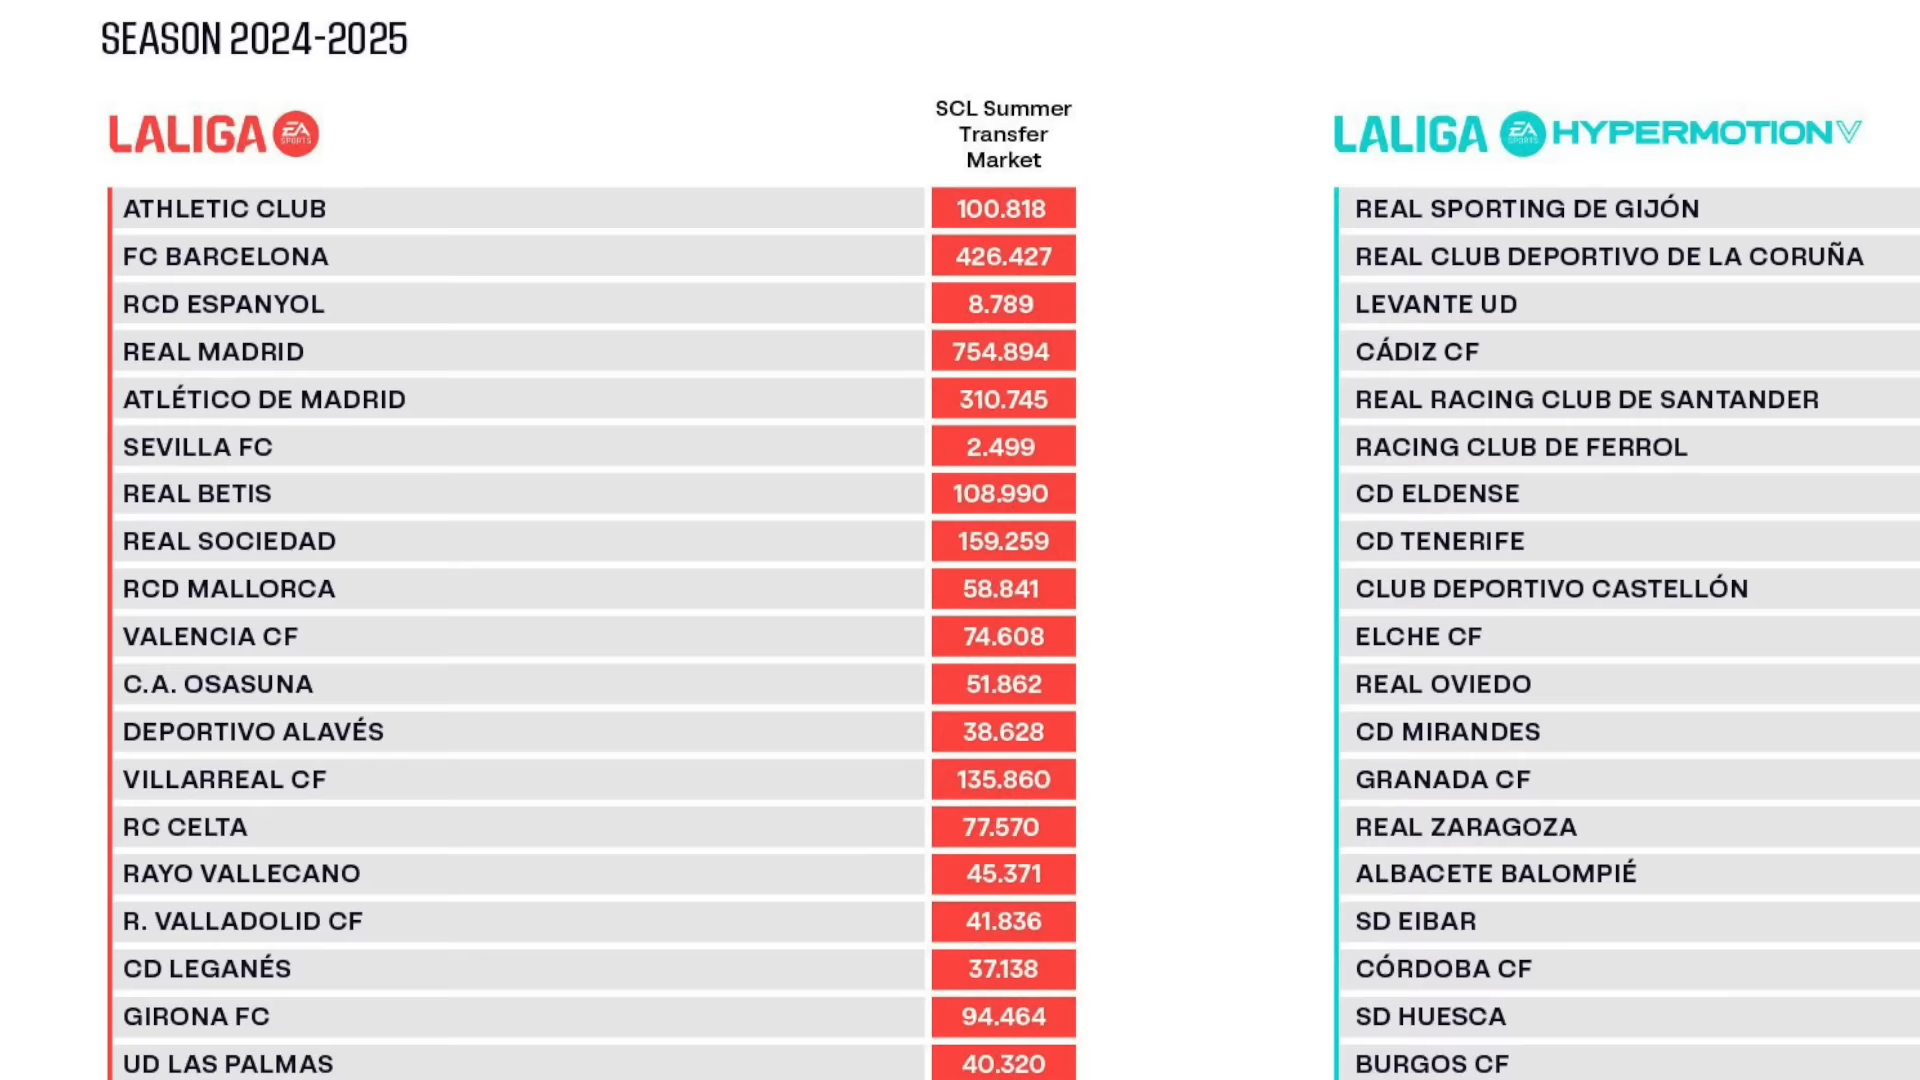 SEASON 2024-2025
LALIGA EA SPORTS
SCL Summer
Transfer
Market
LALIGA EA SPORTS HYPERMOTION
ATHLETIC CLUB 100.818
REAL SPORTING DE GIJÓN
FC BARCELONA 426.427
REAL CLUB DEPORTIVO DE LA CORUÑA
RCD ESPANYOL 8.789
LEVANTE UD
REAL MADRID 754.894
CÁDIZ CF
ATLÉTICO DE MADRID 310.745
REAL RACING CLUB DE SANTANDER
SEVILLA FC 2.499
RACING CLUB DE FERROL
REAL BETIS 108.990
CD ELDENSE
REAL SOCIEDAD 159.259
CD TENERIFE
RCD MALLORCA 58.841
CLUB DEPORTIVO CASTELLÓN
VALENCIA CF 74.608
ELCHE CF
C.A. OSASUNA 51.862
REAL OVIEDO
DEPORTIVO ALAVÉS 38.628
CD MIRANDES
VILLARREAL CF 135.860
GRANADA CF
RC CELTA 77.570
REAL ZARAGOZA
RAYO VALLECANO 45.371
ALBACETE BALOMPIÉ
R. VALLADOLID CF 41.836
SD EIBAR
CD LEGANÉS 37.138
CÓRDOBA CF
GIRONA FC 94.464
SD HUESCA
UD LAS PALMAS 40.320
BURGOS CF